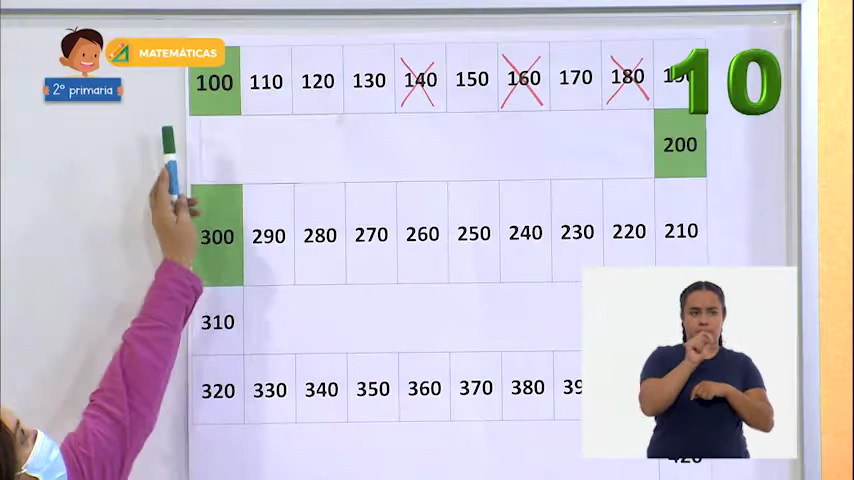 MATEMÁTICAS
2° primaria
10
100 110 120 130 140 150 160 170 180
200
300 290 280 270 260 250 240 230 220 210
310
320 330 340 350 360 370 380